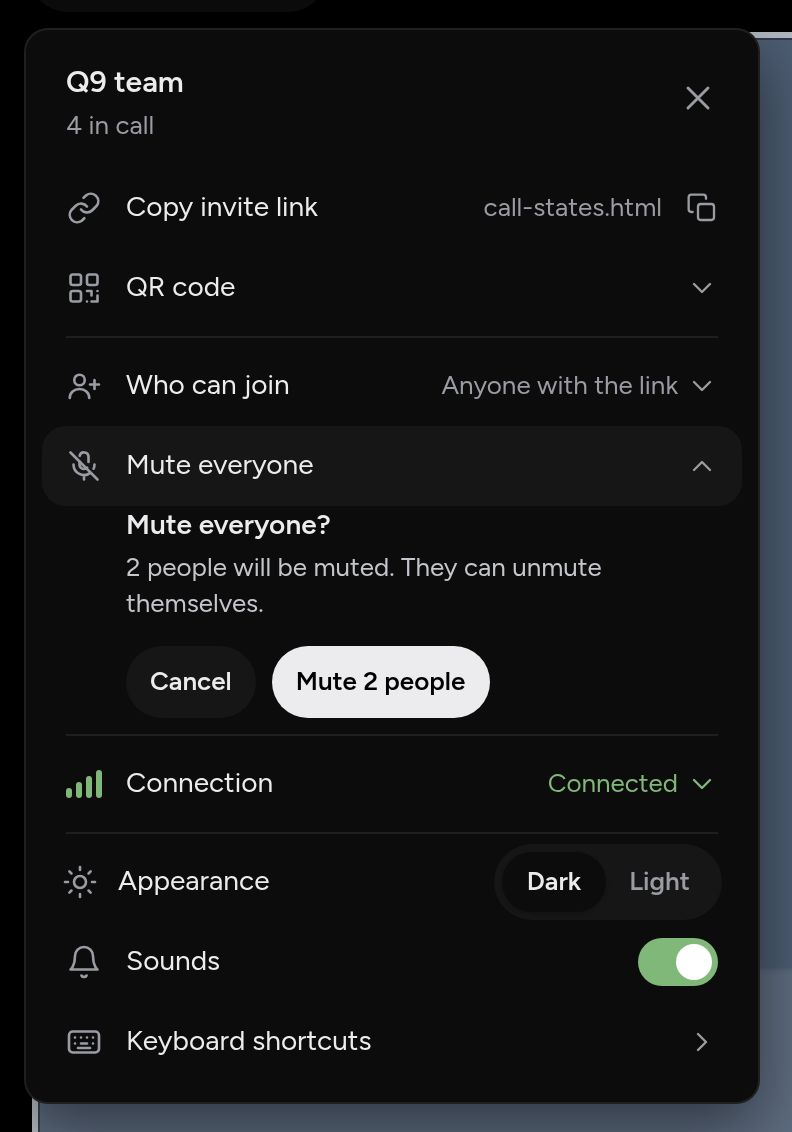 Q9 team
4 in call
Copy invite link call-states.html
QR code
Who can join Anyone with the link
Mute everyone
Mute everyone?
2 people will be muted. They can unmute
themselves.
Cancel Mute 2 people
Connection Connected
Appearance Dark Light
Sounds
Keyboard shortcuts